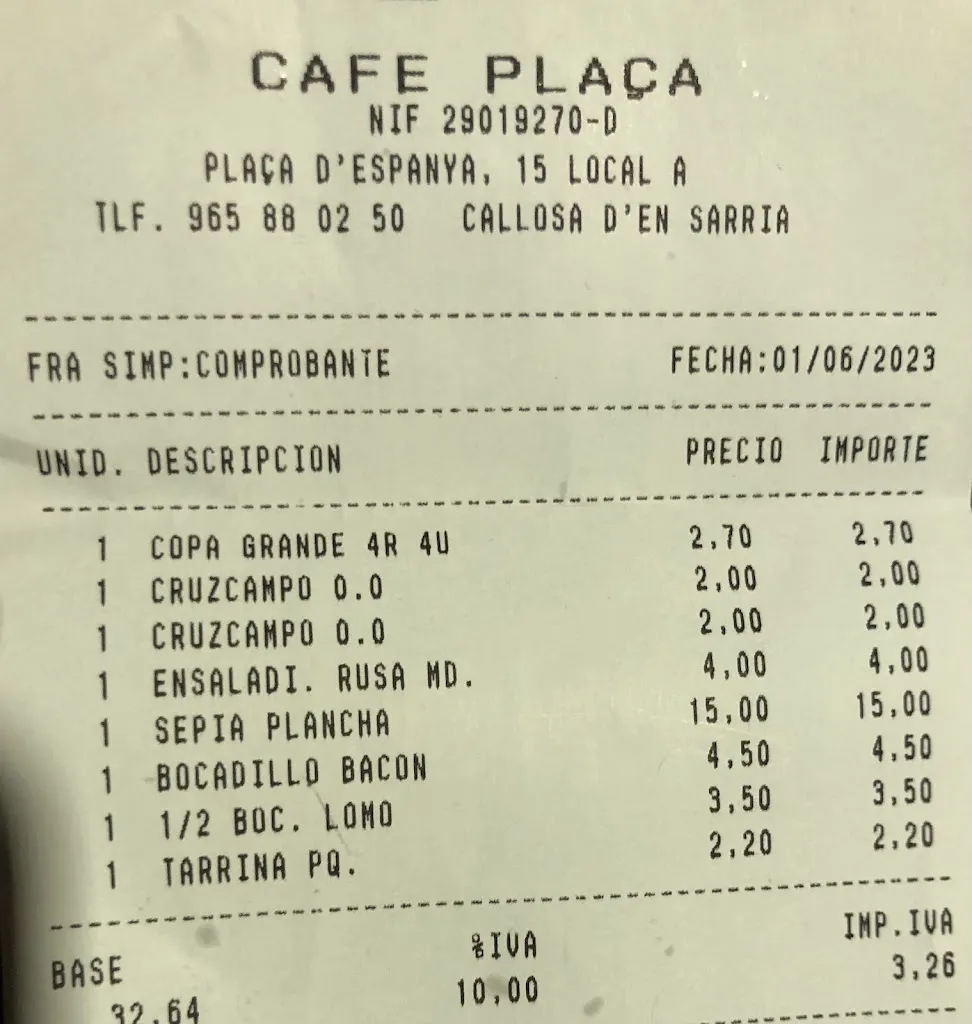 CAFE PLAÇA
NIF 29019270-D
PLAÇA D'ESPANYA, 15 LOCAL A
TLF. 965 88 02 50 CALLOSA D'EN SARRIA
FRA SIMP:COMPROBANTE FECHA:01/06/2023
UNID. DESCRIPCION PRECIO IMPORTE
1 COPA GRANDE 4R 4U 2,70 2,70
1 CRUZCAMPO 0.0 2,00 2,00
1 CRUZCAMPO 0.0 2,00 2,00
1 ENSALADI. RUSA MD. 4,00 4,00
1 SEPIA PLANCHA 15,00 15,00
1 BOCADILLO BACON 4,50 4,50
1 1/2 BOC. LOMO 3,50 3,50
1 TARRINA PQ. 2,20 2,20
BASE %IVA IMP.IVA
32,64 10,00 3,26